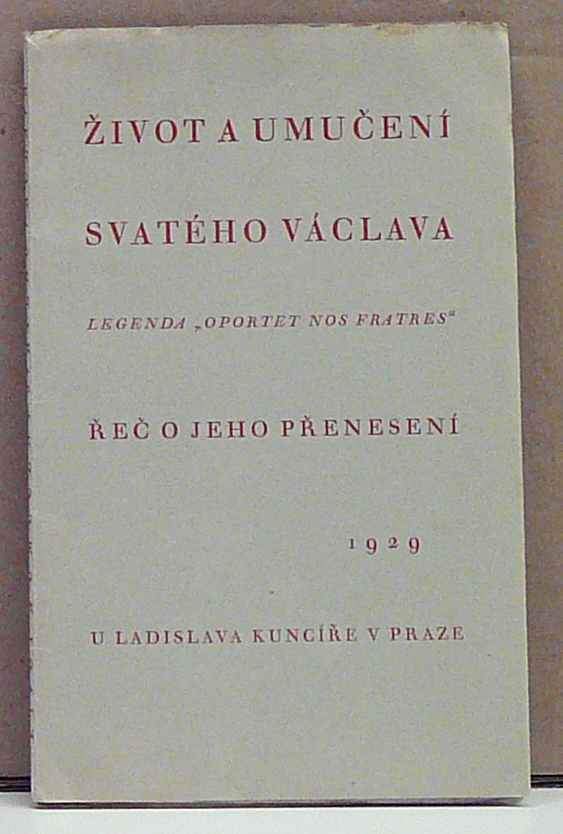 ŽIVOT A UMUČENÍ
SVATÉHO VÁCLAVA
LEGENDA „OPORTET NOS FRATRES“
ŘEČ O JEHO PŘENESENÍ
1929
U LADISLAVA KUNCÍŘE V PRAZE